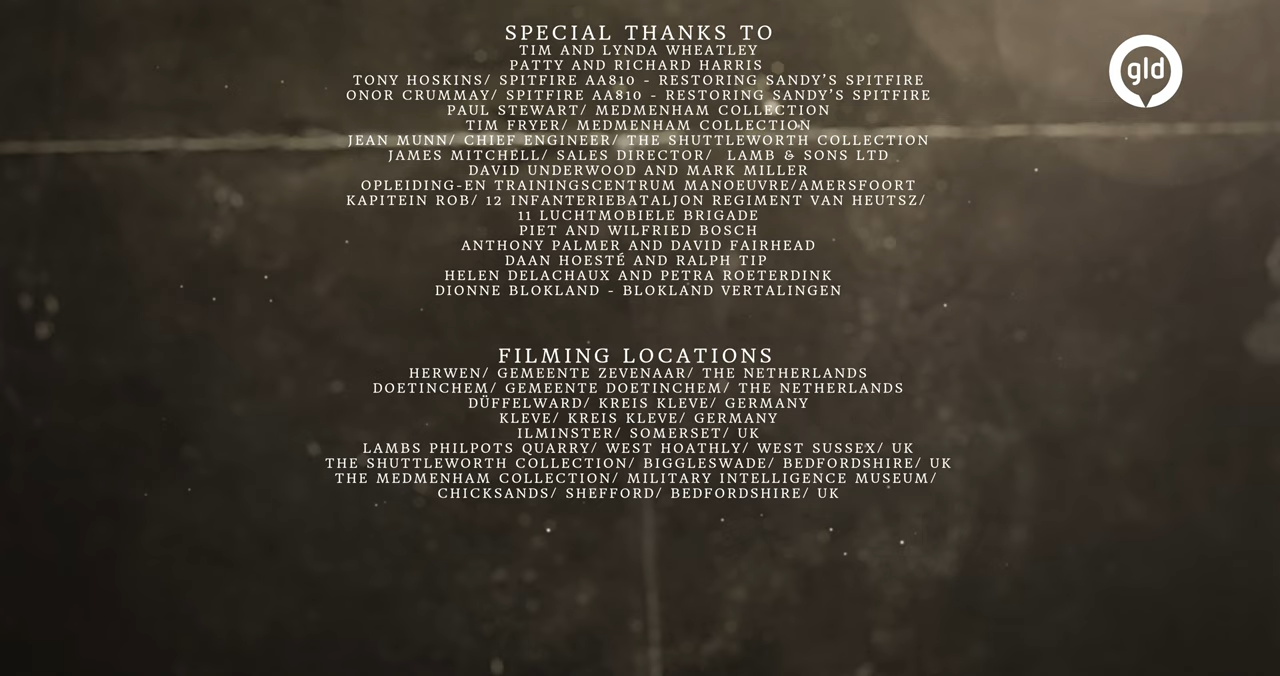 SPECIAL THANKS TO
TIM AND LYNDA WHEATLEY
PATTY AND RICHARD HARRIS
TONY HOSKINS/ SPITFIRE AA810 - RESTORING SANDY'S SPITFIRE
ONOR CRUMMAY/ SPITFIRE AA810 - RESTORING SANDY'S SPITFIRE
PAUL STEWART/ MEDMENHAM COLLECTION
TIM FRYER/ MEDMENHAM COLLECTION
JEAN MUNN/ CHIEF ENGINEER/ THE SHUTTLEWORTH COLLECTION
JAMES MITCHELL/ SALES DIRECTOR/ LAMB & SONS LTD
DAVID UNDERWOOD AND MARK MILLER
OPLEIDING-EN TRAININGSCENTRUM MANOEUVRE/AMERSFOORT
KAPITEIN ROB/ 12 INFANTERIEBATALJON REGIMENT VAN HEUTSZ/
11 LUCHTMOBIELE BRIGADE
PIET AND WILFRIED BOSCH
ANTHONY PALMER AND DAVID FAIRHEAD
DAAN HOESTÉ AND RALPH TIP
HELEN DELACHAUX AND PETRA ROETERDINK
DIONNE BLOKLAND - BLOKLAND VERTALINGEN
FILMING LOCATIONS
HERWEN/ GEMEENTE ZEVENAAR/ THE NETHERLANDS
DOETINCHEM/ GEMEENTE DOETINCHEM/ THE NETHERLANDS
DÜFFELWARD/ KREIS KLEVE/ GERMANY
KLEVE/ KREIS KLEVE/ GERMANY
ILMINSTER/ SOMERSET/ UK
LAMBS PHILPOTS QUARRY/ WEST HOATHLY/ WEST SUSSEX/ UK
THE SHUTTLEWORTH COLLECTION/ BIGGLESWADE/ BEDFORDSHIRE/ UK
THE MEDMENHAM COLLECTION/ MILITARY INTELLIGENCE MUSEUM/
CHICKSANDS/ SHEFFORD/ BEDFORDSHIRE/ UK
gld